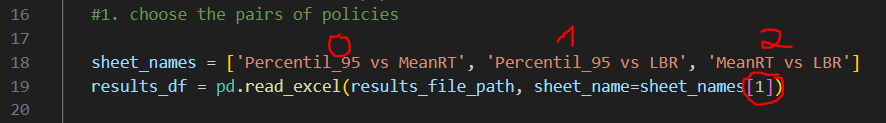 16 #1. choose the pairs of policies
17 0 1 2
18 sheet_names = ['Percentil_95 vs MeanRT', 'Percentil_95 vs LBR', 'MeanRT vs LBR']
19 results_df = pd.read_excel(results_file_path, sheet_name=sheet_names[1])
20